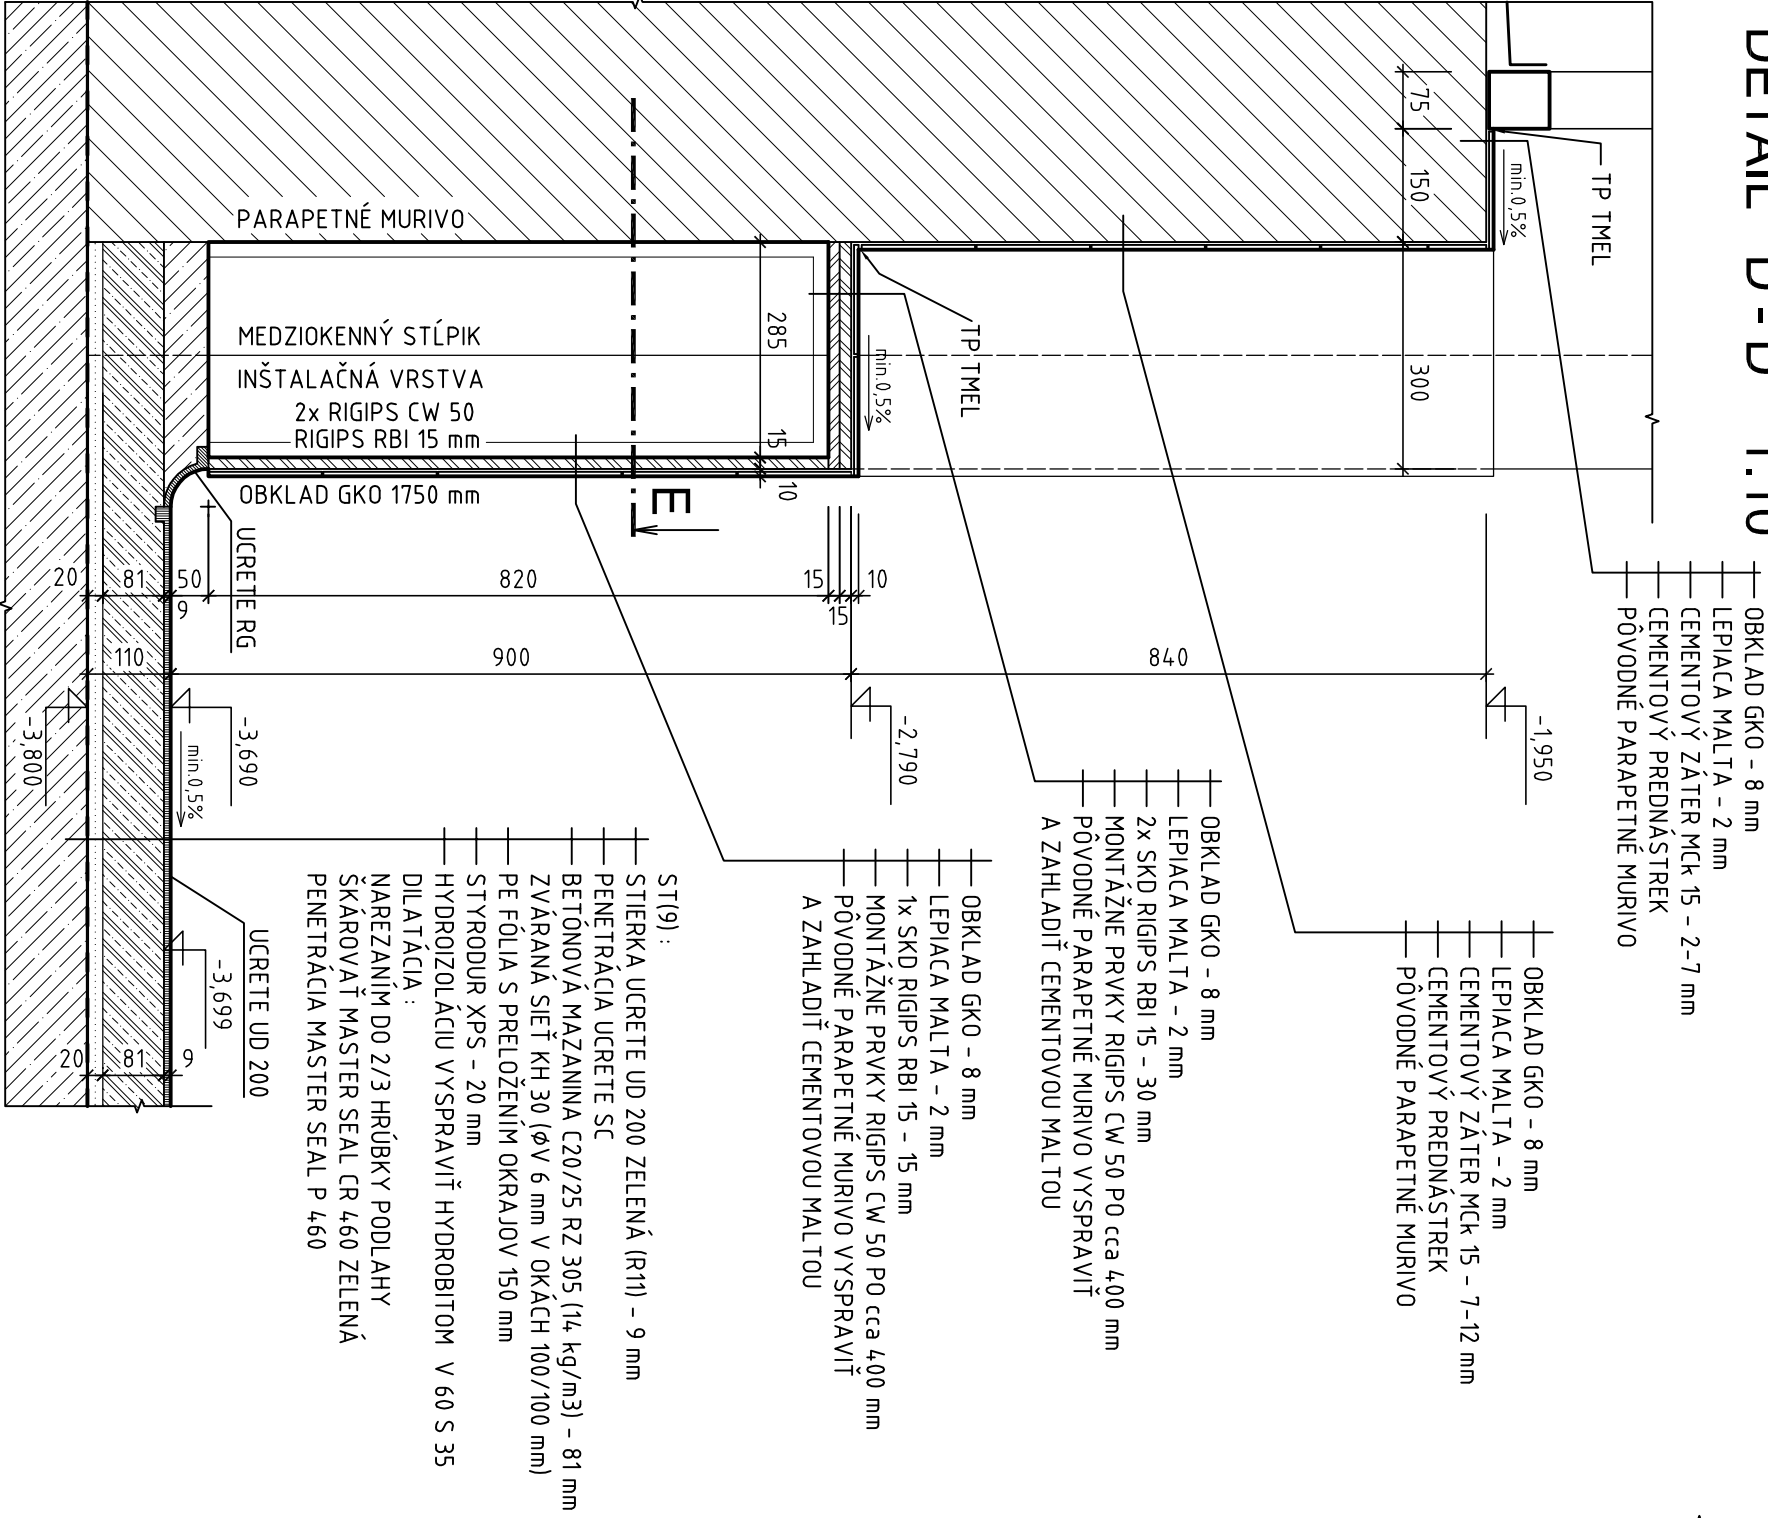 DETAIL D - D 1:10
OBKLAD GKO - 8 mm
LEPIACA MALTA - 2 mm
CEMENTOVÝ ZÁTER MCk 15 - 2-7 mm
CEMENTOVÝ PREDNÁSTREK
PÔVODNÉ PARAPETNÉ MURIVO
TP TMEL
min.0,5%
75
150
300
-1,950
OBKLAD GKO - 8 mm
LEPIACA MALTA - 2 mm
CEMENTOVÝ ZÁTER MCk 15 - 7-12 mm
CEMENTOVÝ PREDNÁSTREK
PÔVODNÉ PARAPETNÉ MURIVO
840
OBKLAD GKO - 8 mm
LEPIACA MALTA - 2 mm
2x SKD RIGIPS RBI 15 - 30 mm
MONTÁŽNE PRVKY RIGIPS CW 50 PO cca 400 mm
PÔVODNÉ PARAPETNÉ MURIVO VYSPRAVIŤ
A ZAHLADIŤ CEMENTOVOU MALTOU
TP TMEL
min.0,5%
-2,790
OBKLAD GKO - 8 mm
LEPIACA MALTA - 2 mm
1x SKD RIGIPS RBI 15 - 15 mm
MONTÁŽNE PRVKY RIGIPS CW 50 PO cca 400 mm
PÔVODNÉ PARAPETNÉ MURIVO VYSPRAVIŤ
A ZAHLADIŤ CEMENTOVOU MALTOU
285
15
10
E
PARAPETNÉ MURIVO
MEDZIOKENNÝ STĹPIK
INŠTALAČNÁ VRSTVA
2x RIGIPS CW 50
RIGIPS RBI 15 mm
OBKLAD GKO 1750 mm
UCRETE RG
20
81
50
9
820
15
15
10
110
900
-3,690
-3,800
min.0,5%
ST(9) :
STIERKA UCRETE UD 200 ZELENÁ (R11) - 9 mm
PENETRÁCIA UCRETE SC
BETÓNOVÁ MAZANINA C20/25 RZ 305 (14 kg/m3) - 81 mm
ZVÁRANÁ SIEŤ KH 30 (ø V 6 mm V OKÁCH 100/100 mm)
PE FÓLIA S PRELOŽENÍM OKRAJOV 150 mm
STYRODUR XPS - 20 mm
HYDROIZOLÁCIU VYSPRAVIŤ HYDROBITOM V 60 S 35
DILATÁCIA :
NAREZANÍM DO 2/3 HRÚBKY PODLAHY
ŠKÁROVAŤ MASTER SEAL CR 460 ZELENÁ
PENETRÁCIA MASTER SEAL P 460
UCRETE UD 200
-3,699
20
81
9